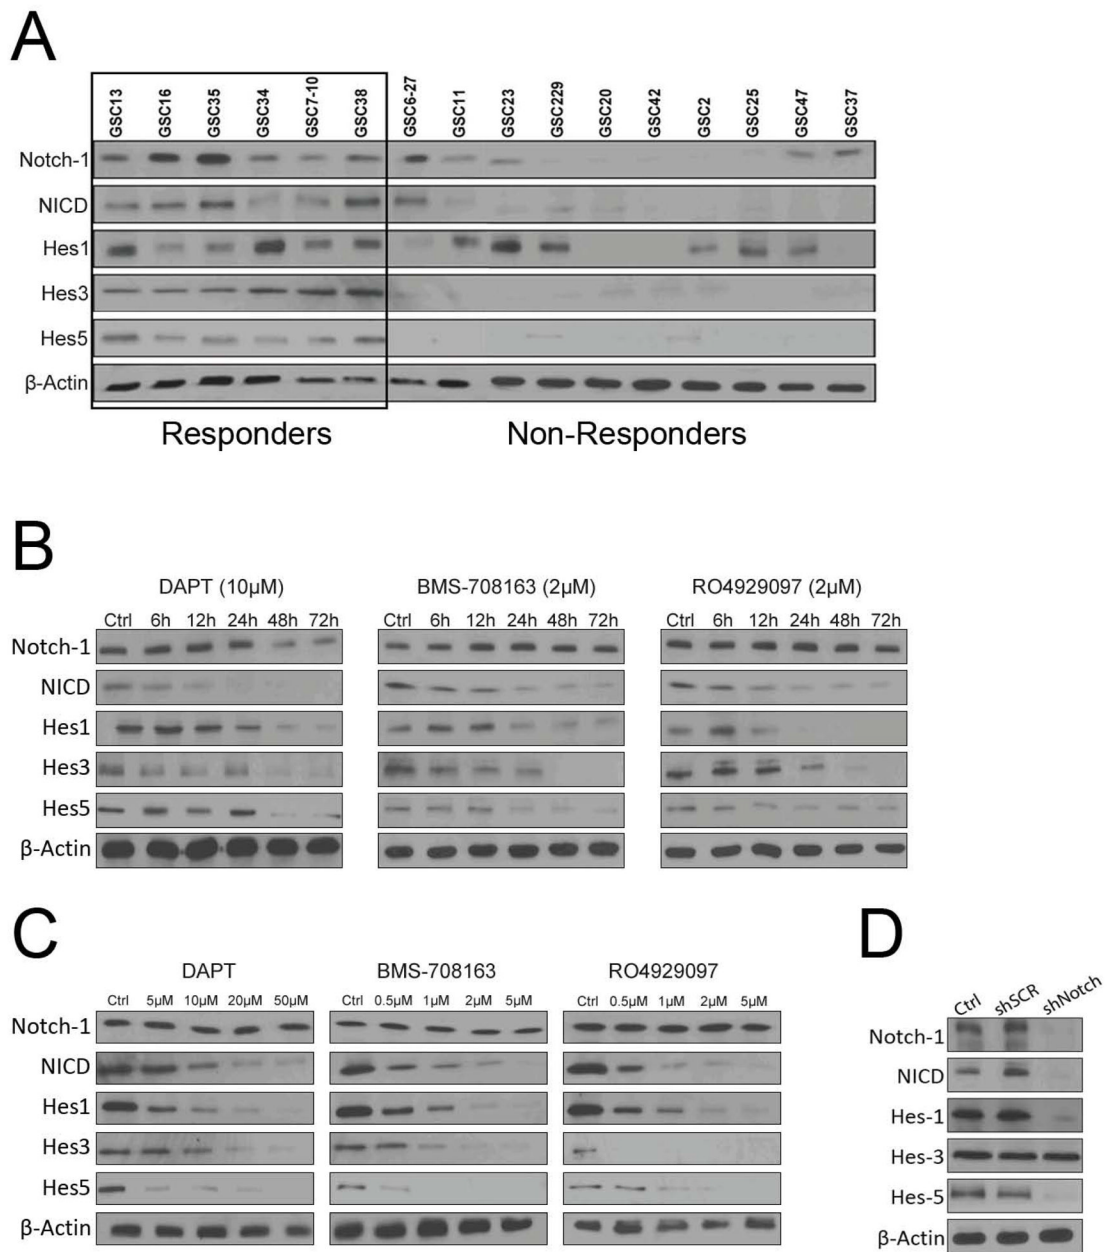 A
GSC13 GSC16 GSC35 GSC34 GSC7-10 GSC38 GSC6-27 GSC11 GSC23 GSC229 GSC20 GSC42 GSC2 GSC25 GSC47 GSC37
Notch-1
NICD
Hes1
Hes3
Hes5
β-Actin
Responders Non-Responders
B
DAPT (10µM) BMS-708163 (2µM) RO4929097 (2µM)
Ctrl 6h 12h 24h 48h 72h Ctrl 6h 12h 24h 48h 72h Ctrl 6h 12h 24h 48h 72h
Notch-1
NICD
Hes1
Hes3
Hes5
β-Actin
C
DAPT BMS-708163 RO4929097
Ctrl 5µM 10µM 20µM 50µM Ctrl 0.5µM 1µM 2µM 5µM Ctrl 0.5µM 1µM 2µM 5µM
Notch-1
NICD
Hes1
Hes3
Hes5
β-Actin
D
Ctrl shSCR shNotch
Notch-1
NICD
Hes-1
Hes-3
Hes-5
β-Actin